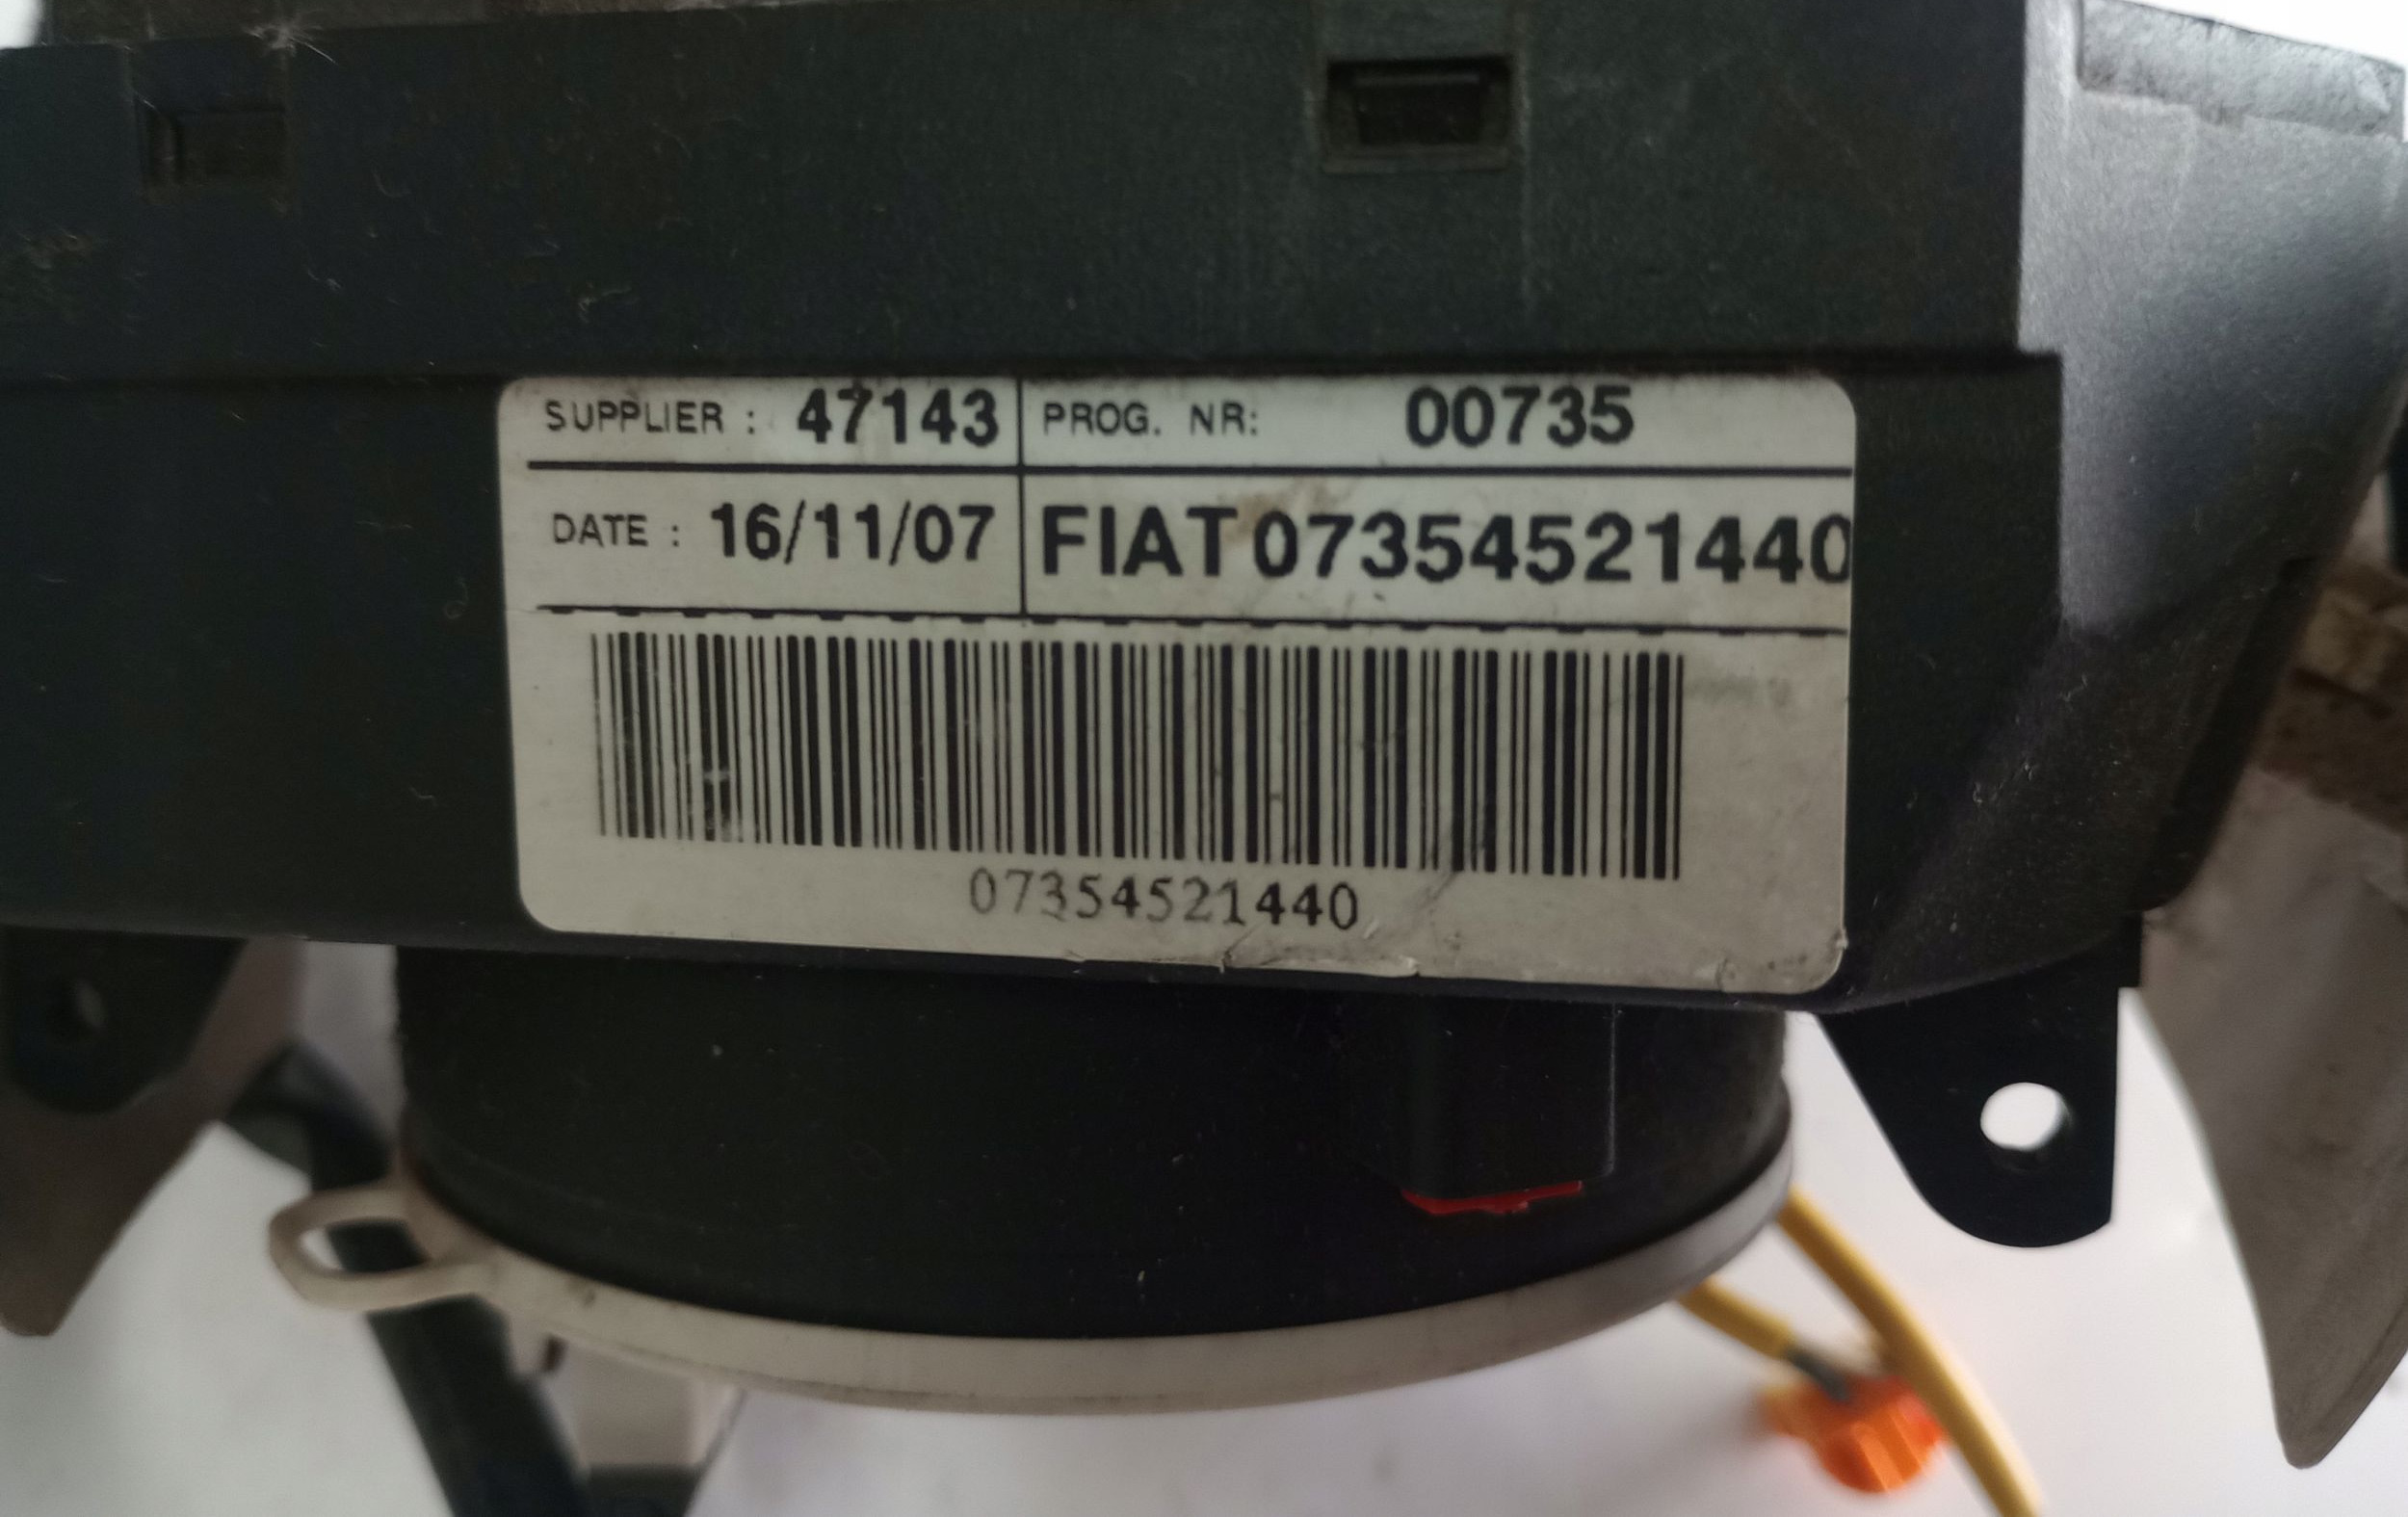 SUPPLIER : 47143 PROG. NR: 00735
DATE : 16/11/07 FIAT 07354521440
07354521440